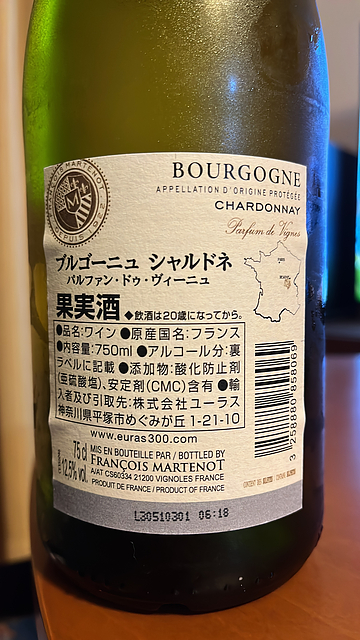 BOURGOGNE
APPELLATION D'ORIGINE PROTÉGÉE
CHARDONNAY
Parfum de Vignes
ブルゴーニュ シャルドネ
パルファン・ドゥ・ヴィーニュ
果実酒 ◆飲酒は20歳になってから。
●品名:ワイン ●原産国名:フランス
●内容量:750ml ●アルコール分:裏
ラベルに記載 ●添加物:酸化防止剤
(亜硫酸塩)、安定剤(CMC)含有 ●輸
入者及び引取先:株式会社ユーラス
神奈川県平塚市めぐみが丘 1-21-10
www.euras300.com
75 cl
12,5% vol.
MIS EN BOUTEILLE PAR / BOTTLED BY
FRANÇOIS MARTENOT
A/AT CS60334 21200 VIGNOLES FRANCE
PRODUIT DE FRANCE / PRODUCT OF FRANCE
L30510301 06:18